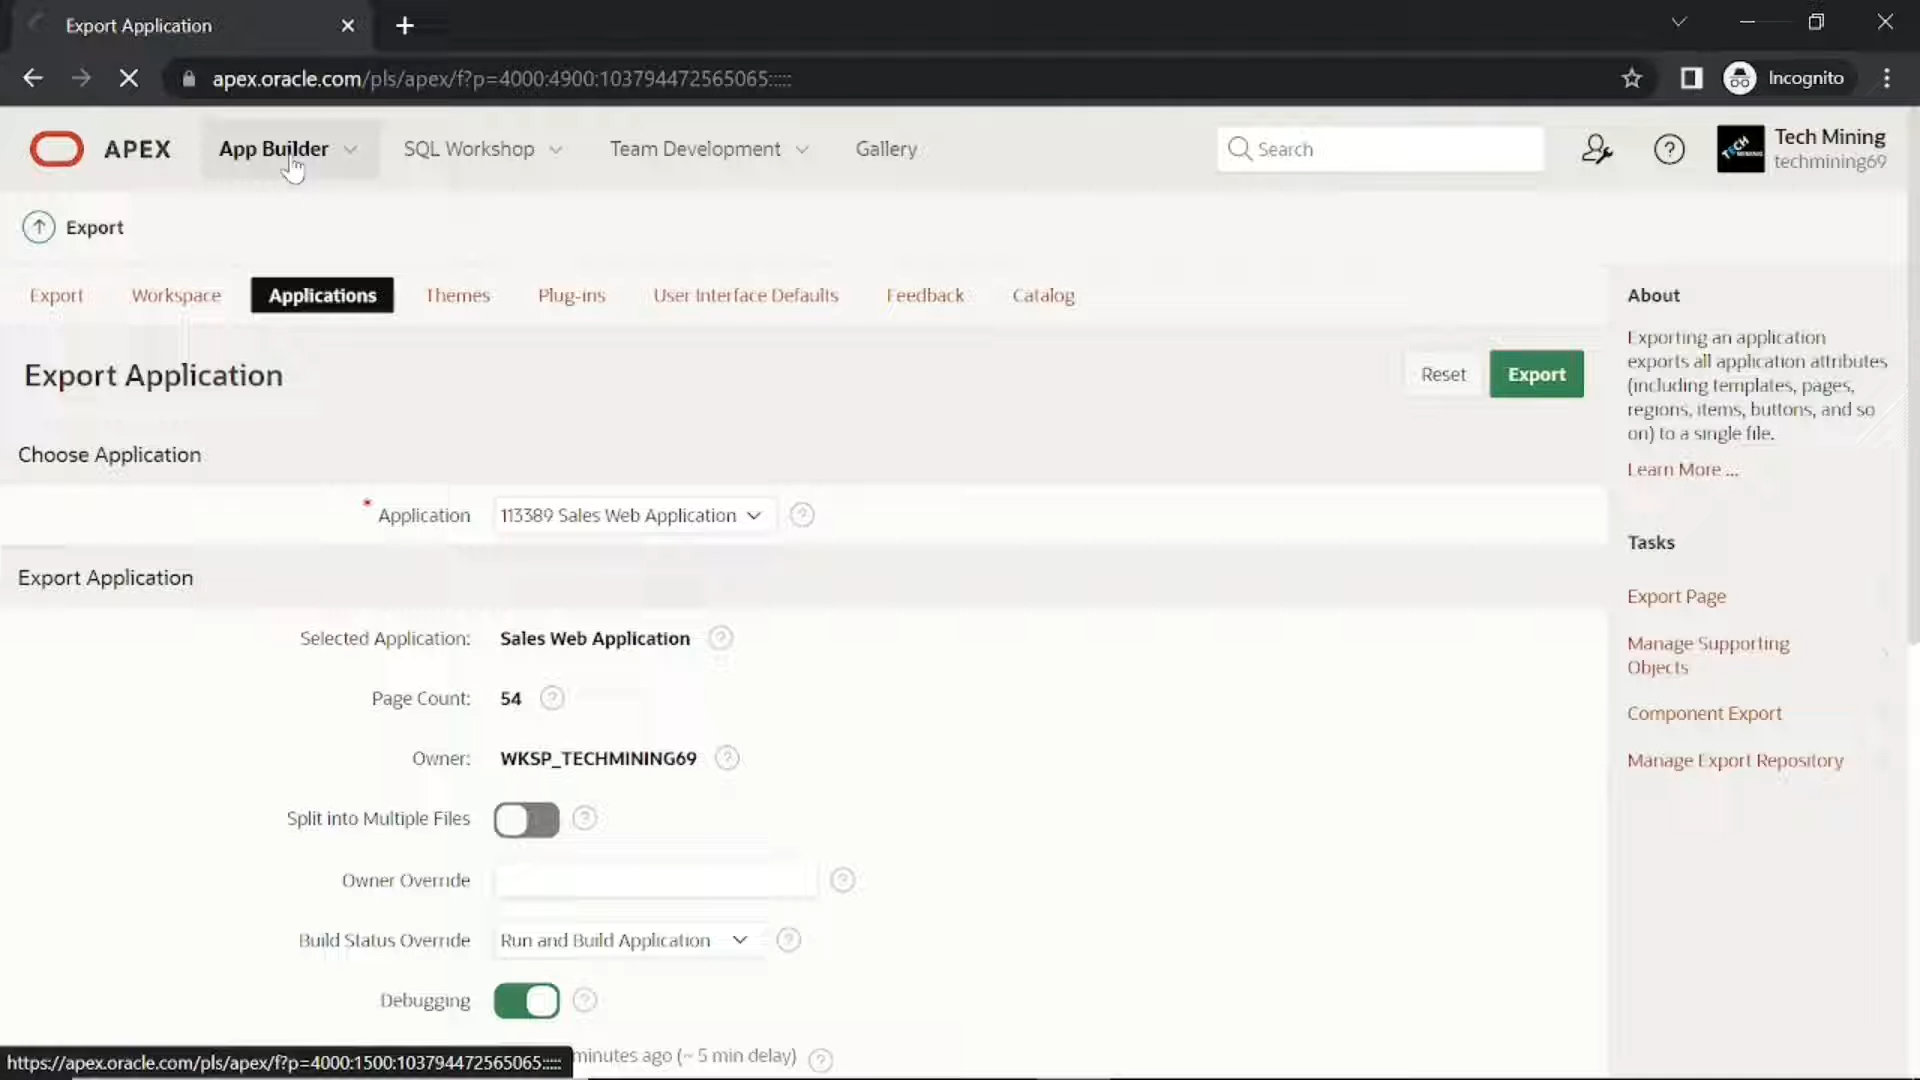 Export Application
apex.oracle.com/pls/apex/f?p=4000:4900:103794472565065:::::
Incognito
APEX
App Builder
SQL Workshop
Team Development
Gallery
Search
TECH
MINING
Tech Mining
techmining69
Export
Export
Workspace
Applications
Themes
Plug-ins
User Interface Defaults
Feedback
Catalog
Export Application
Reset
Export
Choose Application
* Application
113389 Sales Web Application
Export Application
Selected Application:
Sales Web Application
Page Count:
54
Owner:
WKSP_TECHMINING69
Split into Multiple Files
Owner Override
Build Status Override
Run and Build Application
Debugging
minutes ago (~ 5 min delay)
About
Exporting an application
exports all application attributes
(including templates, pages,
regions, items, buttons, and so
on) to a single file.
Learn More ...
Tasks
Export Page
Manage Supporting
Objects
Component Export
Manage Export Repository
https://apex.oracle.com/pls/apex/f?p=4000:1500:103794472565065:::::